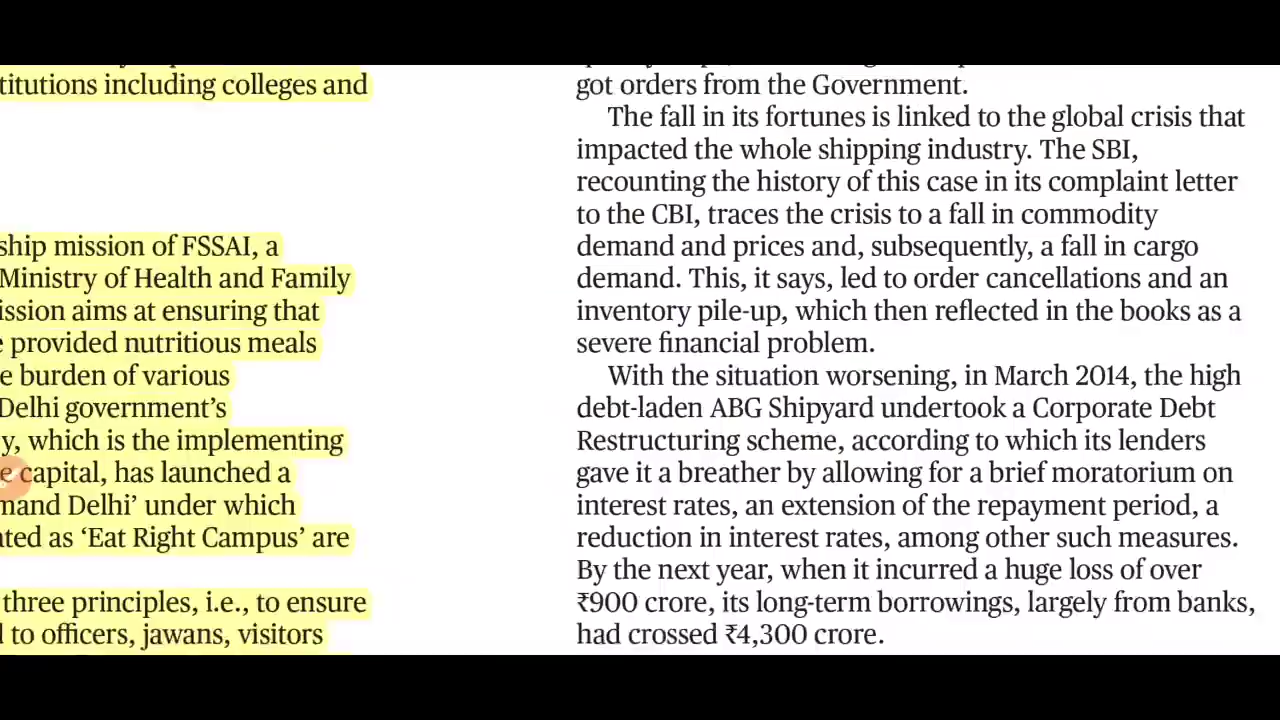 titutions including colleges and
ship mission of FSSAI, a
Ministry of Health and Family
ission aims at ensuring that
e provided nutritious meals
e burden of various
Delhi government’s
y, which is the implementing
e capital, has launched a
mand Delhi’ under which
ated as ‘Eat Right Campus’ are
three principles, i.e., to ensure
d to officers, jawans, visitors
got orders from the Government.
The fall in its fortunes is linked to the global crisis that
impacted the whole shipping industry. The SBI,
recounting the history of this case in its complaint letter
to the CBI, traces the crisis to a fall in commodity
demand and prices and, subsequently, a fall in cargo
demand. This, it says, led to order cancellations and an
inventory pile-up, which then reflected in the books as a
severe financial problem.
With the situation worsening, in March 2014, the high
debt-laden ABG Shipyard undertook a Corporate Debt
Restructuring scheme, according to which its lenders
gave it a breather by allowing for a brief moratorium on
interest rates, an extension of the repayment period, a
reduction in interest rates, among other such measures.
By the next year, when it incurred a huge loss of over
₹900 crore, its long-term borrowings, largely from banks,
had crossed ₹4,300 crore.